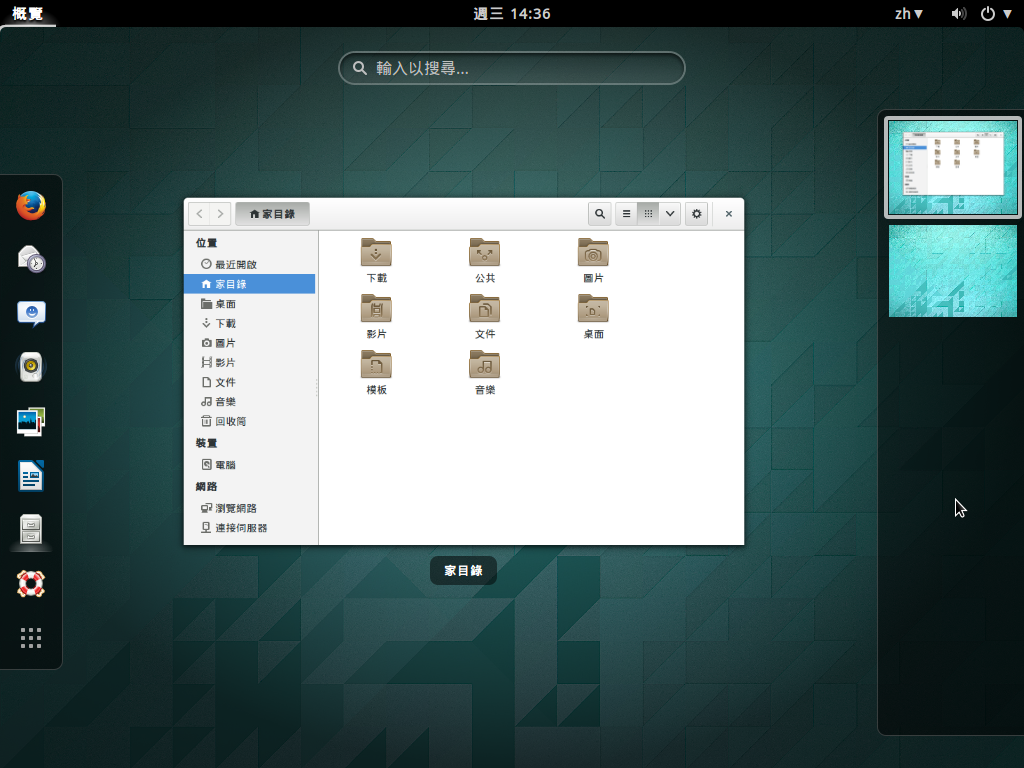 概覽
週三 14:36
zh
輸入以搜尋...
家目錄
位置
最近開啟
家目錄
桌面
下載
圖片
影片
文件
音樂
回收筒
裝置
電腦
網路
瀏覽網路
連接伺服器
下載
公共
圖片
影片
文件
桌面
模板
音樂
家目錄